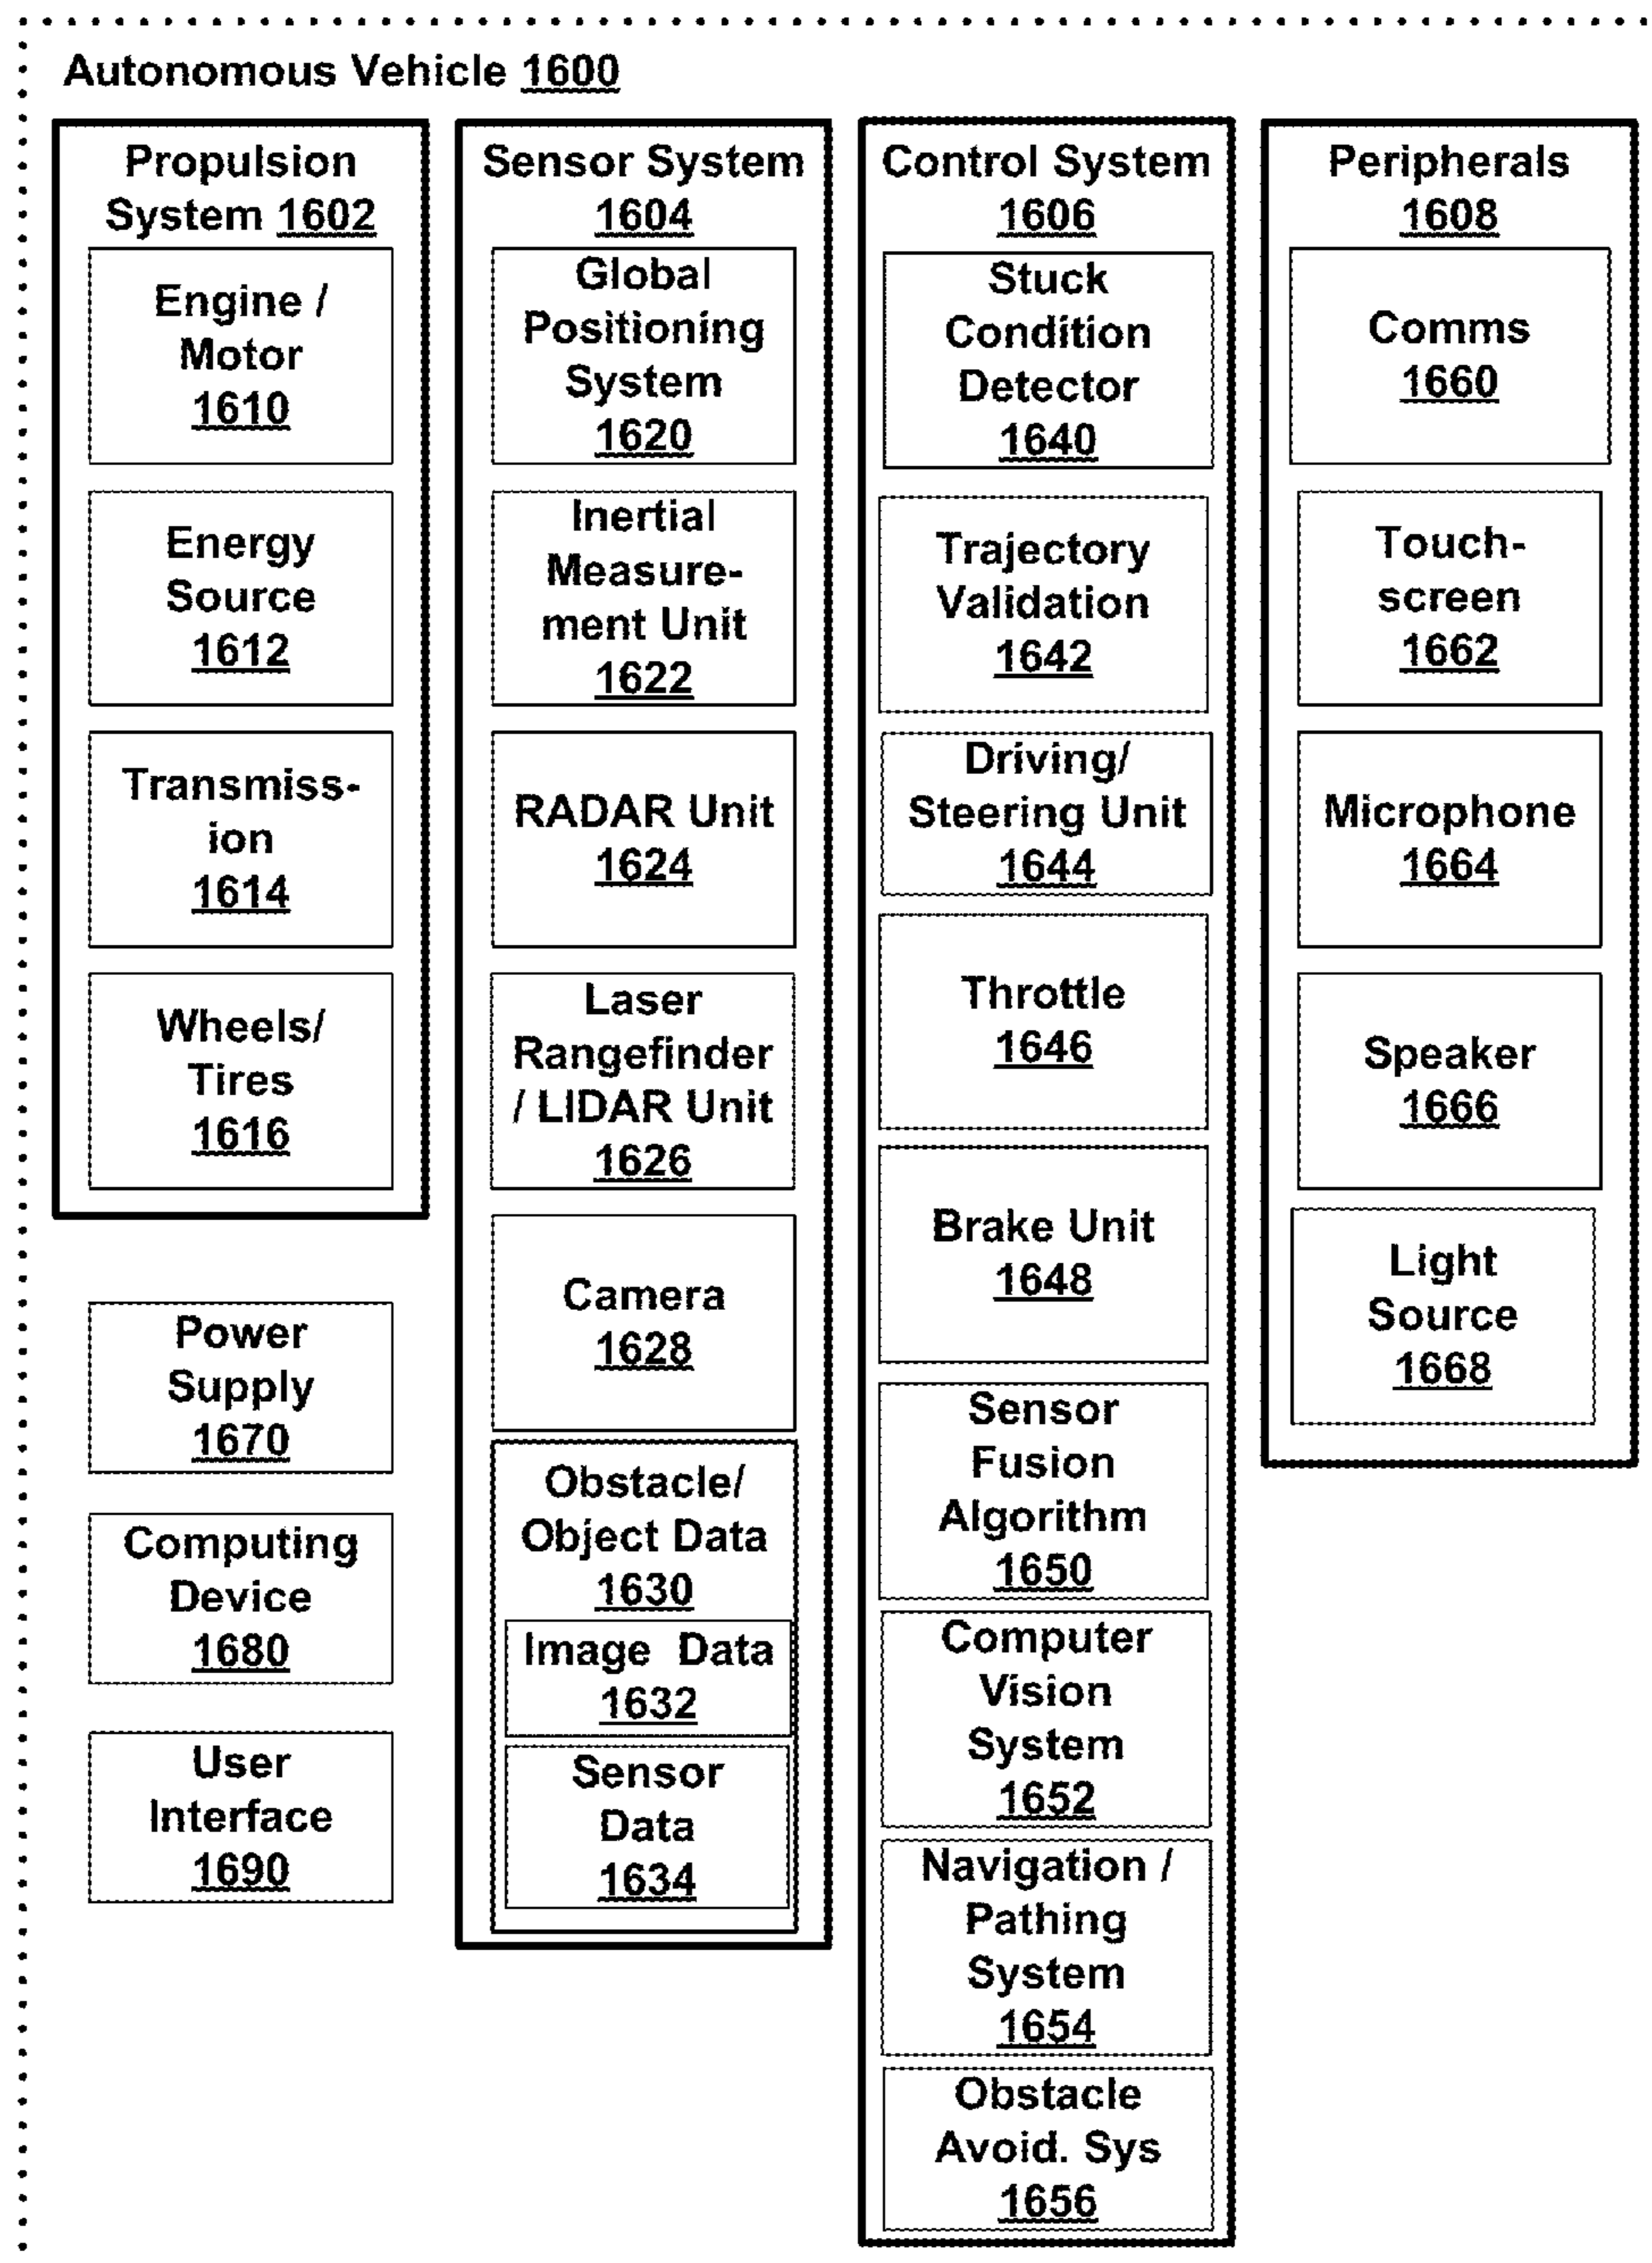 Autonomous Vehicle 1600
Propulsion
System 1602
Engine /
Motor
1610
Energy
Source
1612
Transmiss-
ion
1614
Wheels/
Tires
1616
Power
Supply
1670
Computing
Device
1680
User
Interface
1690
Sensor System
1604
Global
Positioning
System
1620
Inertial
Measure-
ment Unit
1622
RADAR Unit
1624
Laser
Rangefinder
/ LIDAR Unit
1626
Camera
1628
Obstacle/
Object Data
1630
Image Data
1632
Sensor
Data
1634
Control System
1606
Stuck
Condition
Detector
1640
Trajectory
Validation
1642
Driving/
Steering Unit
1644
Throttle
1646
Brake Unit
1648
Sensor
Fusion
Algorithm
1650
Computer
Vision
System
1652
Navigation /
Pathing
System
1654
Obstacle
Avoid. Sys
1656
Peripherals
1608
Comms
1660
Touch-
screen
1662
Microphone
1664
Speaker
1666
Light
Source
1668